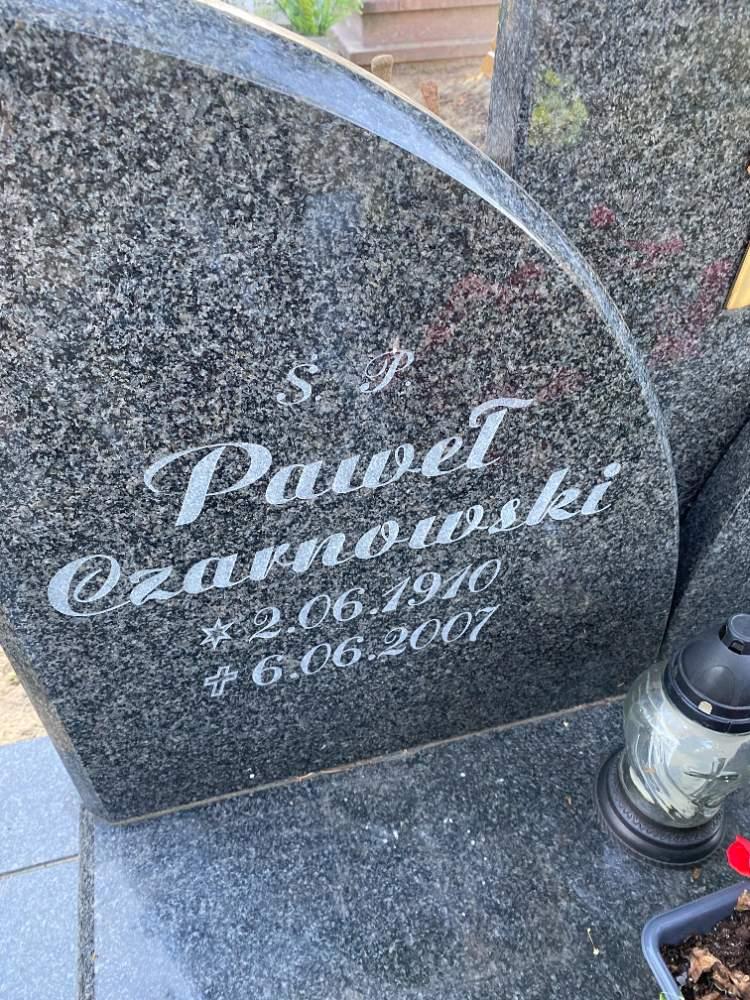 Ś. P.
Paweł
Czarnowski
✡ 2.06.1910
✝ 6.06.2007